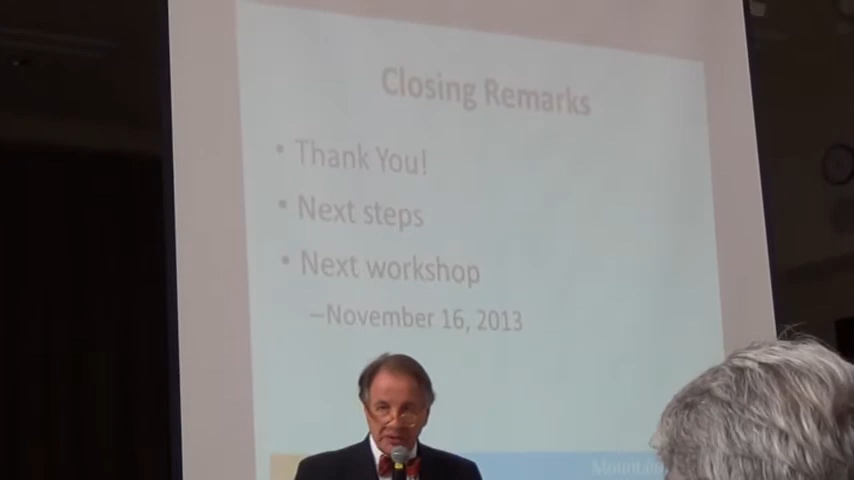 Closing Remarks
• Thank You!
• Next steps
• Next workshop
–November 16, 2013